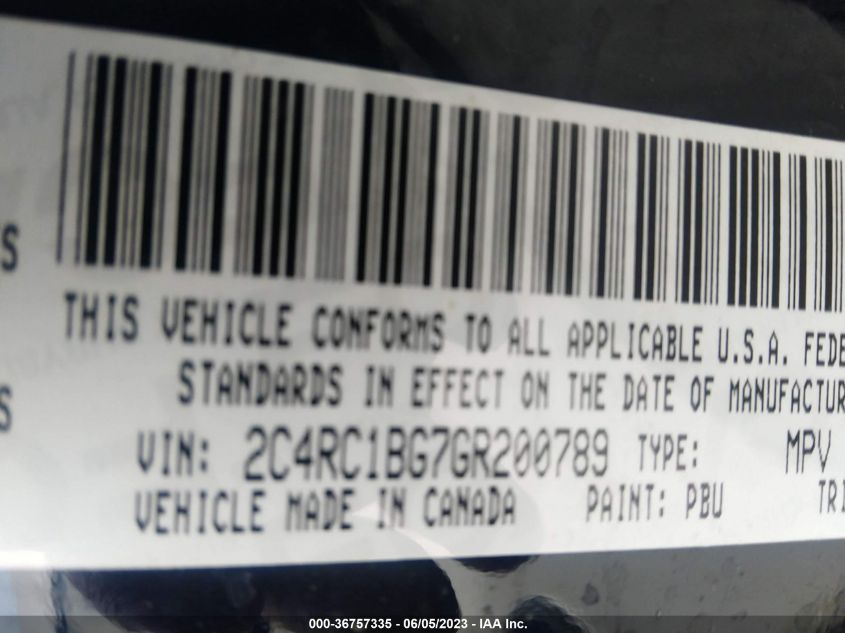 THIS VEHICLE CONFORMS TO ALL APPLICABLE U.S.A. FEDE
STANDARDS IN EFFECT ON THE DATE OF MANUFACTUR
VIN: 2C4RC1BG7GR200789 TYPE: MPV
VEHICLE MADE IN CANADA PAINT: PBU TRI
S
S
000-36757335 - 06/05/2023 - IAA Inc.